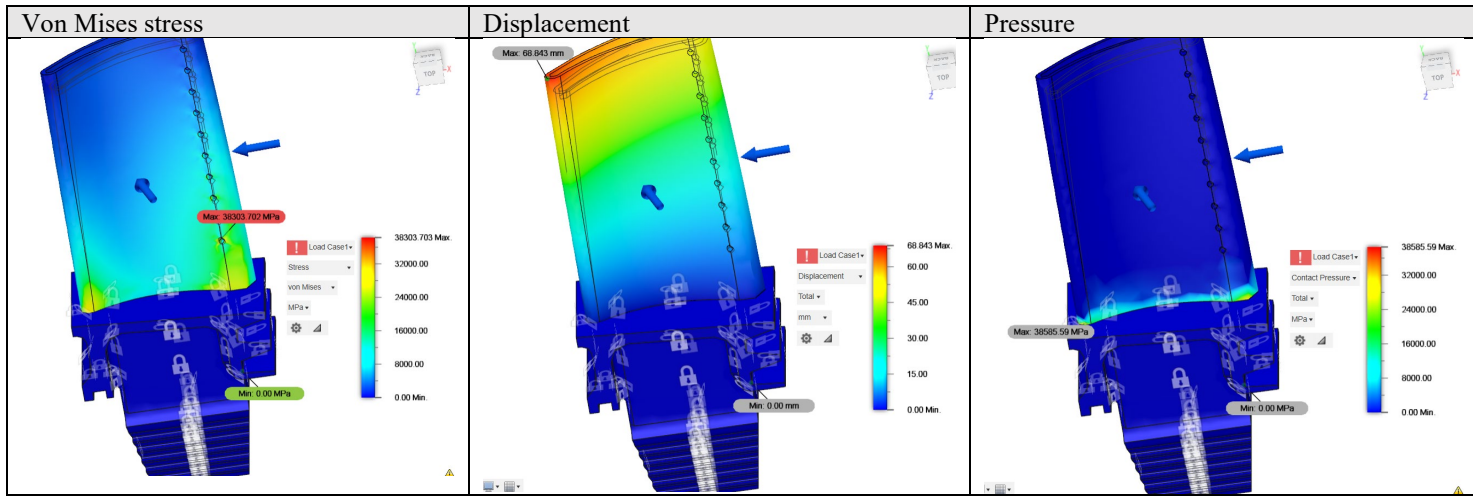 Von Mises stress
Displacement
Pressure
TOP
X
Z
Max: 38303.702 MPa
Load Case1
Stress
von Mises
MPa
38303.703 Max.
32000.00
24000.00
16000.00
8000.00
0.00 Min.
Min: 0.00 MPa
Max: 68.843 mm
TOP
X
Z
Load Case1
Displacement
Total
mm
68.843 Max.
60.00
45.00
30.00
15.00
0.00 Min.
Min: 0.00 mm
TOP
X
Z
Max: 38585.59 MPa
Load Case1
Contact Pressure
Total
MPa
38585.59 Max.
32000.00
24000.00
16000.00
8000.00
0.00 Min.
Min: 0.00 MPa